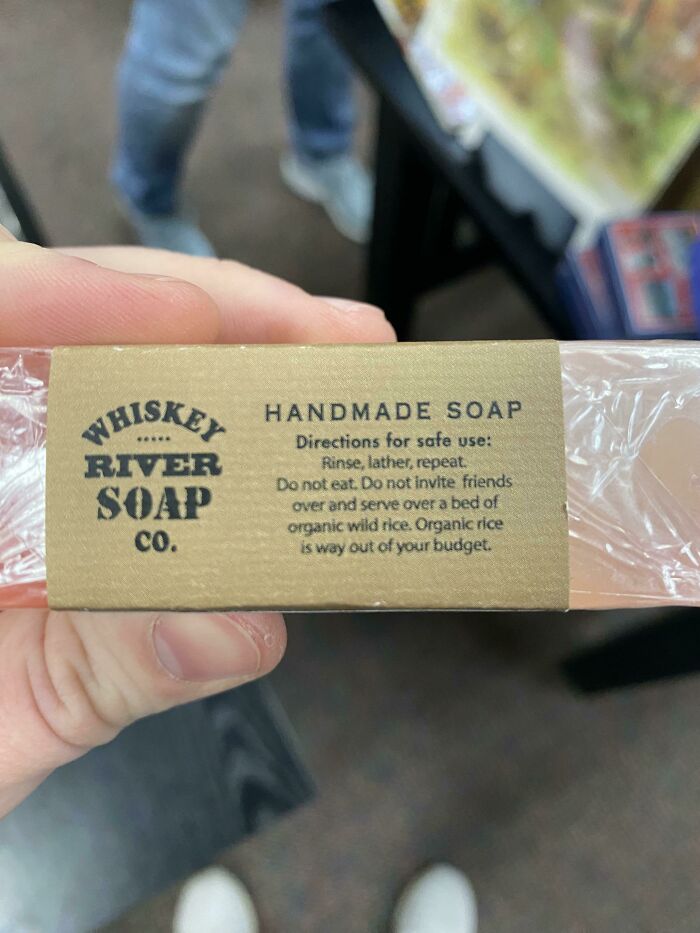 WHISKEY
RIVER
SOAP
CO.
HANDMADE SOAP
Directions for safe use:
Rinse, lather, repeat.
Do not eat. Do not invite friends
over and serve over a bed of
organic wild rice. Organic rice
is way out of your budget.